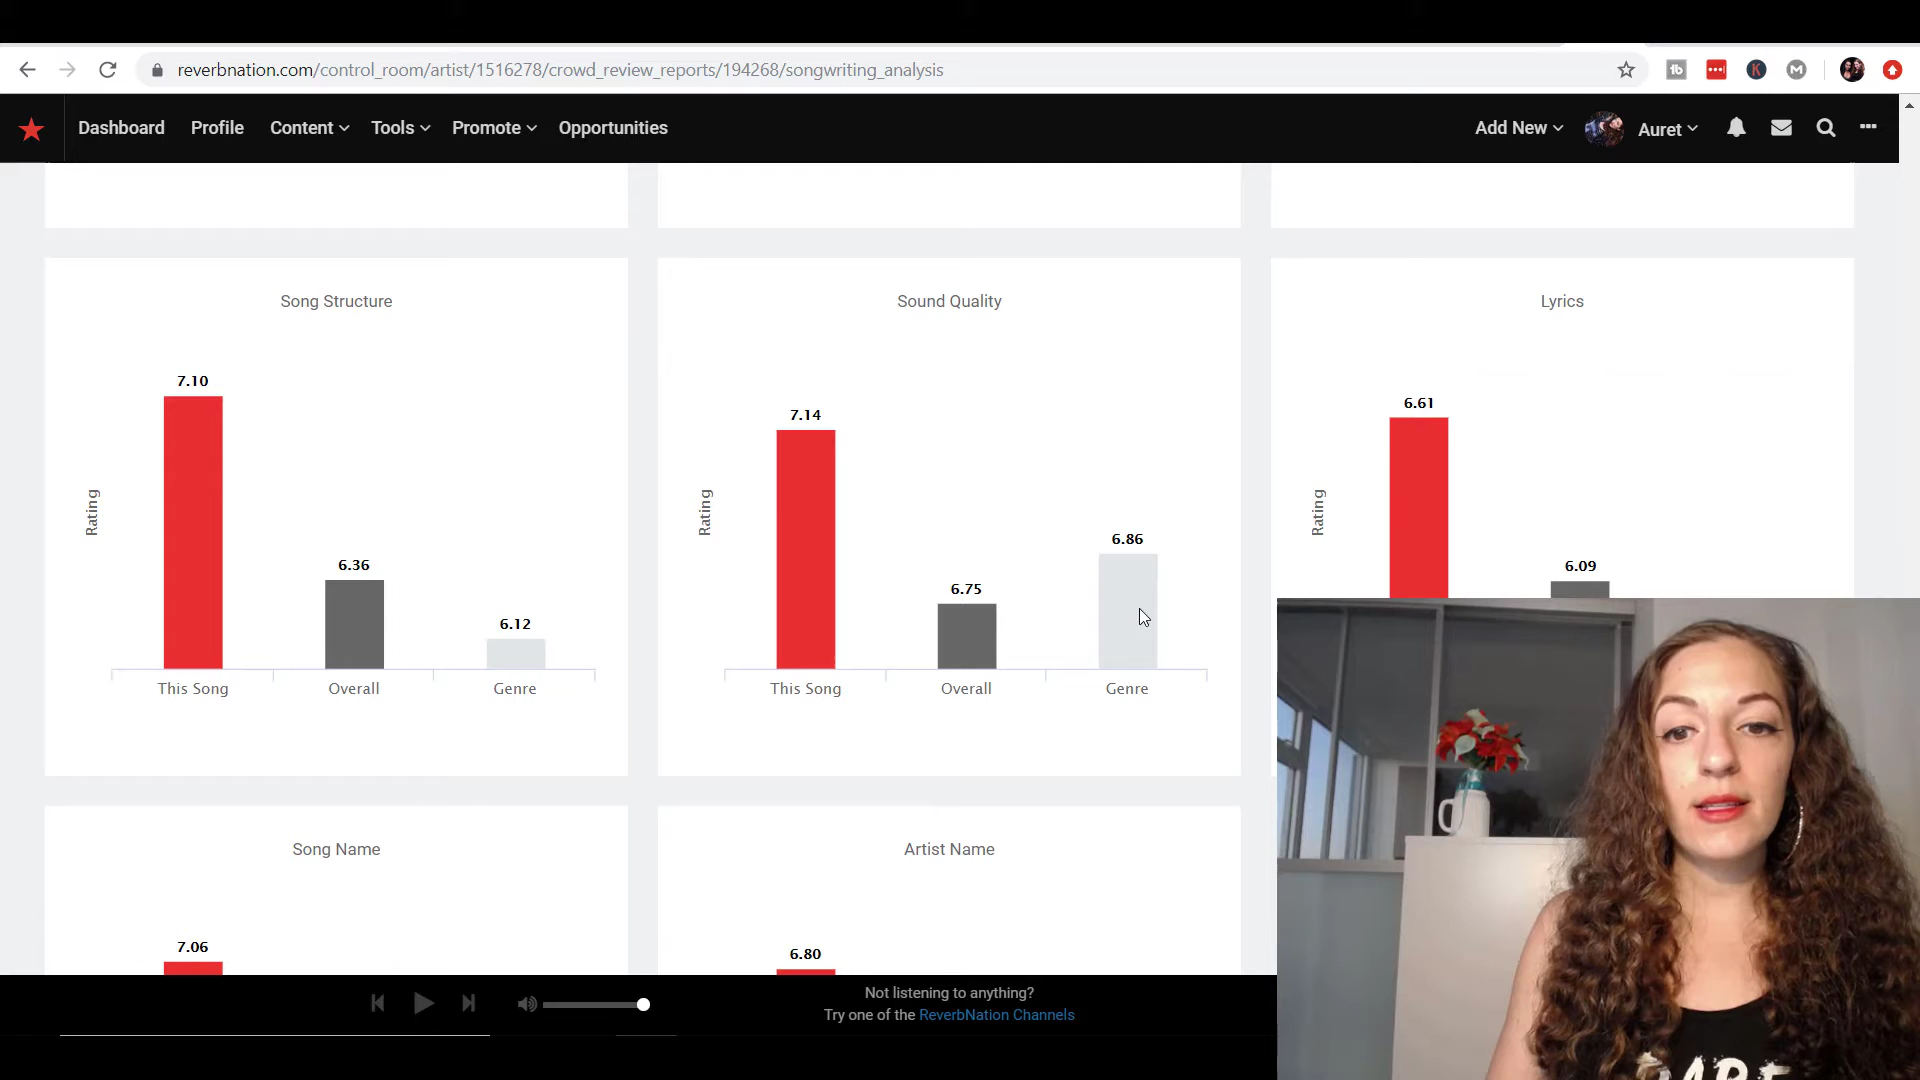 reverbnation.com/control_room/artist/1516278/crowd_review_reports/194268/songwriting_analysis
Dashboard Profile Content Tools Promote Opportunities Add New Auret
Song Structure
7.10
6.36
6.12
Rating
This Song Overall Genre
Sound Quality
7.14
6.75
6.86
Rating
This Song Overall Genre
Lyrics
6.61
6.09
Rating
Song Name
7.06
Artist Name
6.80
Not listening to anything?
Try one of the ReverbNation Channels